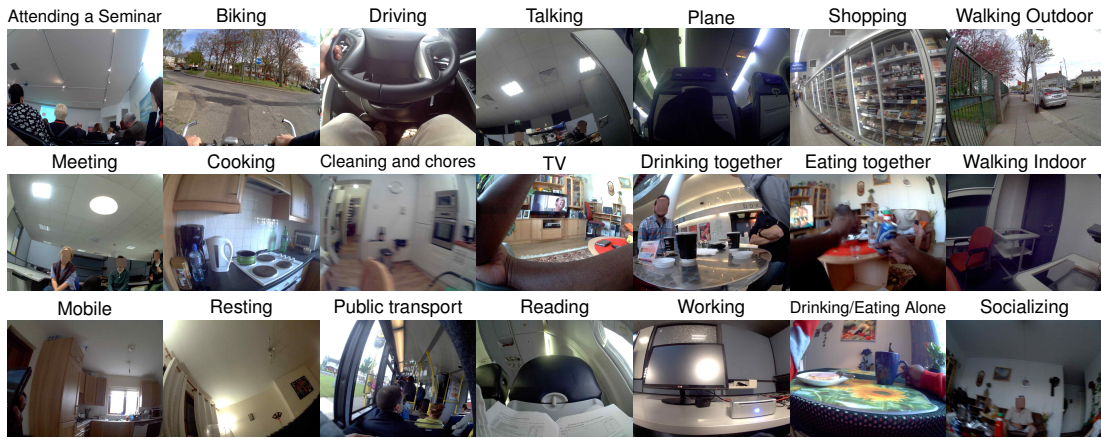 Attending a Seminar
Biking
Driving
Talking
Plane
Shopping
Walking Outdoor
Meeting
Cooking
Cleaning and chores
TV
Drinking together
Eating together
Walking Indoor
Mobile
Resting
Public transport
Reading
Working
Drinking/Eating Alone
Socializing